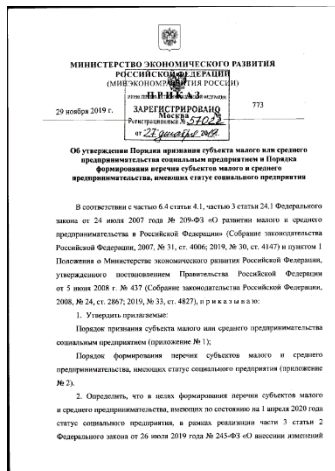 МИНИСТЕРСТВО ЭКОНОМИЧЕСКОГО РАЗВИТИЯ
РОССИЙСКОЙ ФЕДЕРАЦИИ
(МИНЭКОНОМРАЗВИТИЯ РОССИИ)
ПРИКАЗ
ЗАРЕГИСТРИРОВАНО
29 ноября 2019 г.
Москва
773
Регистрационный № 57022
от 27 декабря 2019
Об утверждении Порядка признания субъекта малого или среднего
предпринимательства социальным предприятием и Порядка
формирования перечня субъектов малого и среднего
предпринимательства, имеющих статус социального предприятия
В соответствии с частью 6.4 статьи 4.1, частью 3 статьи 24.1 Федерального
закона от 24 июля 2007 года № 209-ФЗ «О развитии малого и среднего
предпринимательства в Российской Федерации» (Собрание законодательства
Российской Федерации, 2007, № 31, ст. 4006; 2019, № 30, ст. 4147) и пунктом 1
Положения о Министерстве экономического развития Российской Федерации,
утвержденного постановлением Правительства Российской Федерации
от 5 июня 2008 г. № 437 (Собрание законодательства Российской Федерации,
2008, № 24, ст. 2867; 2019, № 33, ст. 4827), п р и к а з ы в а ю:
1. Утвердить прилагаемые:
Порядок признания субъекта малого или среднего предпринимательства
социальным предприятием (приложение № 1);
Порядок формирования перечня субъектов малого и среднего
предпринимательства, имеющих статус социального предприятия (приложение
№ 2).
2. Определить, что в целях формирования перечня субъектов малого
и среднего предпринимательства, имеющих по состоянию на 1 апреля 2020 года
статус социального предприятия, в рамках реализации части 3 статьи 2
Федерального закона от 26 июля 2019 года № 245-ФЗ «О внесении изменений